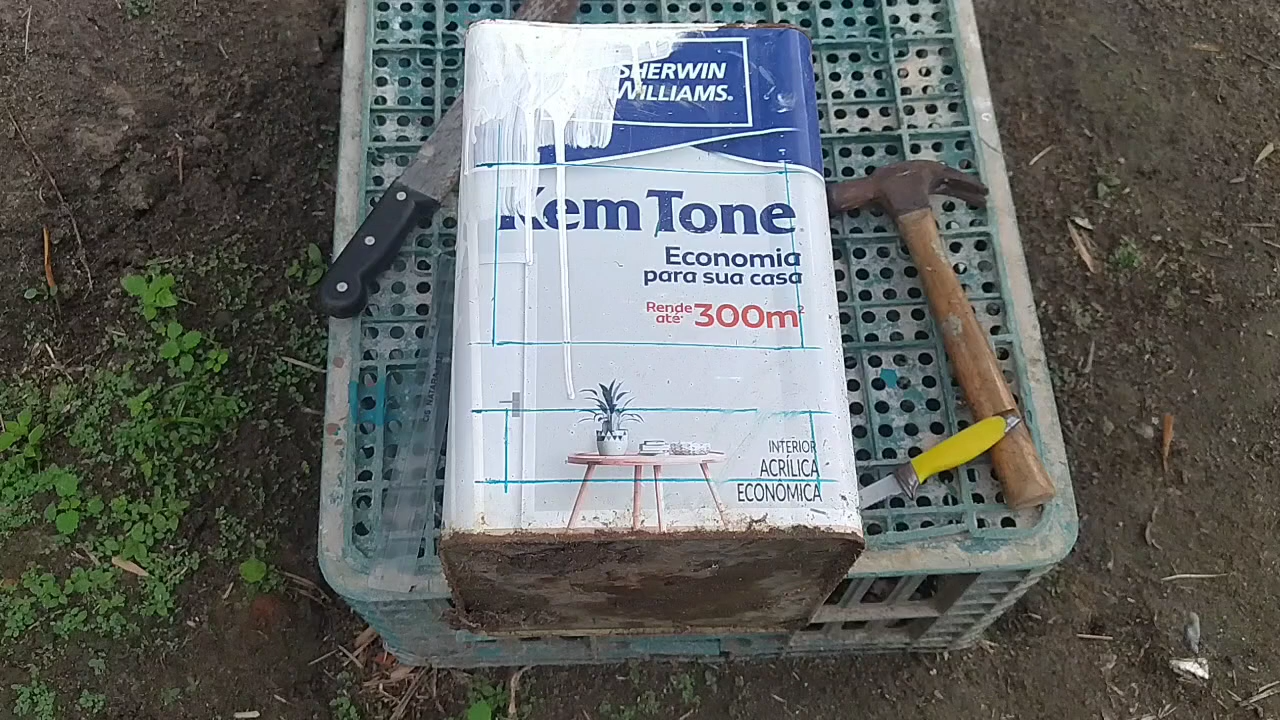 SHERWIN
WILLIAMS.
Kem Tone
Economia
para sua casa
Rende
até*
300m²
INTERIOR
ACRÍLICA
ECONÔMICA